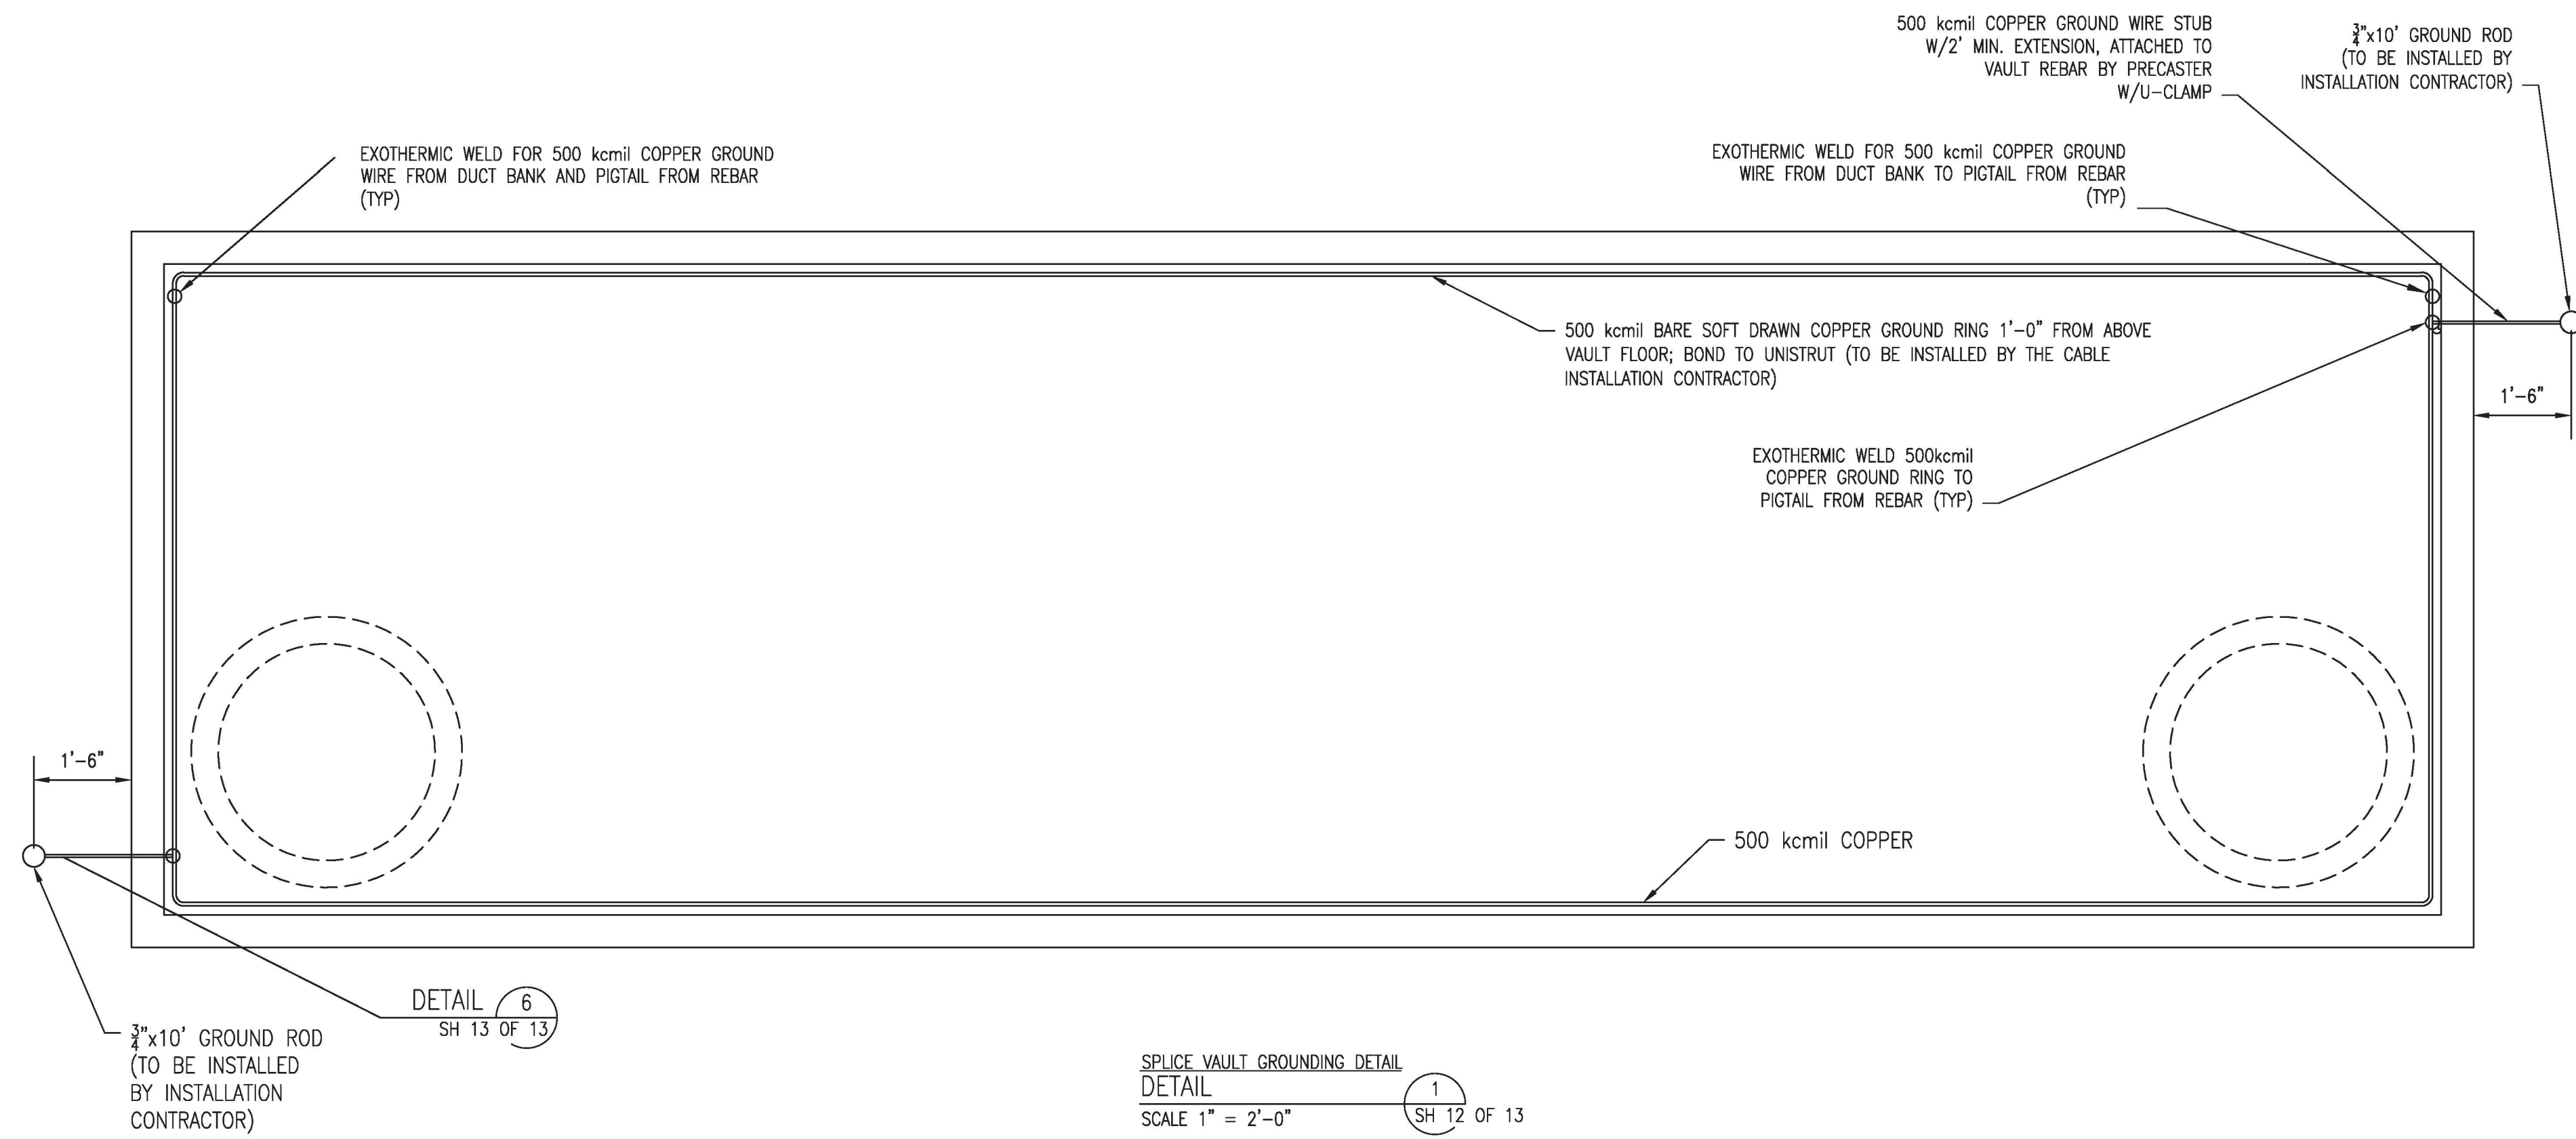 500 kcmil COPPER GROUND WIRE STUB
W/2' MIN. EXTENSION, ATTACHED TO
VAULT REBAR BY PRECASTER
W/U-CLAMP
3/4"x10' GROUND ROD
(TO BE INSTALLED BY
INSTALLATION CONTRACTOR)
EXOTHERMIC WELD FOR 500 kcmil COPPER GROUND
WIRE FROM DUCT BANK AND PIGTAIL FROM REBAR
(TYP)
EXOTHERMIC WELD FOR 500 kcmil COPPER GROUND
WIRE FROM DUCT BANK TO PIGTAIL FROM REBAR
(TYP)
500 kcmil BARE SOFT DRAWN COPPER GROUND RING 1'-0" FROM ABOVE
VAULT FLOOR; BOND TO UNISTRUT (TO BE INSTALLED BY THE CABLE
INSTALLATION CONTRACTOR)
1'-6"
EXOTHERMIC WELD 500kcmil
COPPER GROUND RING TO
PIGTAIL FROM REBAR (TYP)
1'-6"
500 kcmil COPPER
DETAIL 6
SH 13 OF 13
3/4"x10' GROUND ROD
(TO BE INSTALLED
BY INSTALLATION
CONTRACTOR)
SPLICE VAULT GROUNDING DETAIL
DETAIL 1
SCALE 1" = 2'-0" SH 12 OF 13